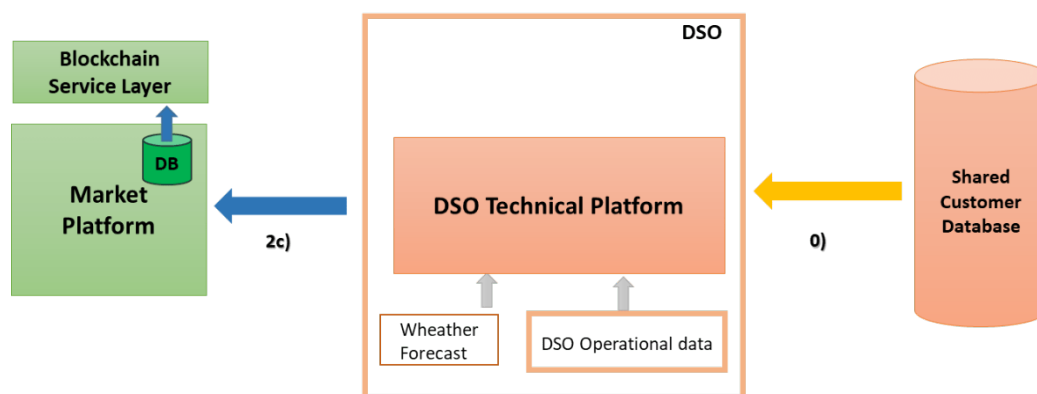 DSO
Blockchain
Service Layer
DB
Market
Platform
DSO Technical Platform
Shared
Customer
Database
2c)
0)
Wheather
Forecast
DSO Operational data